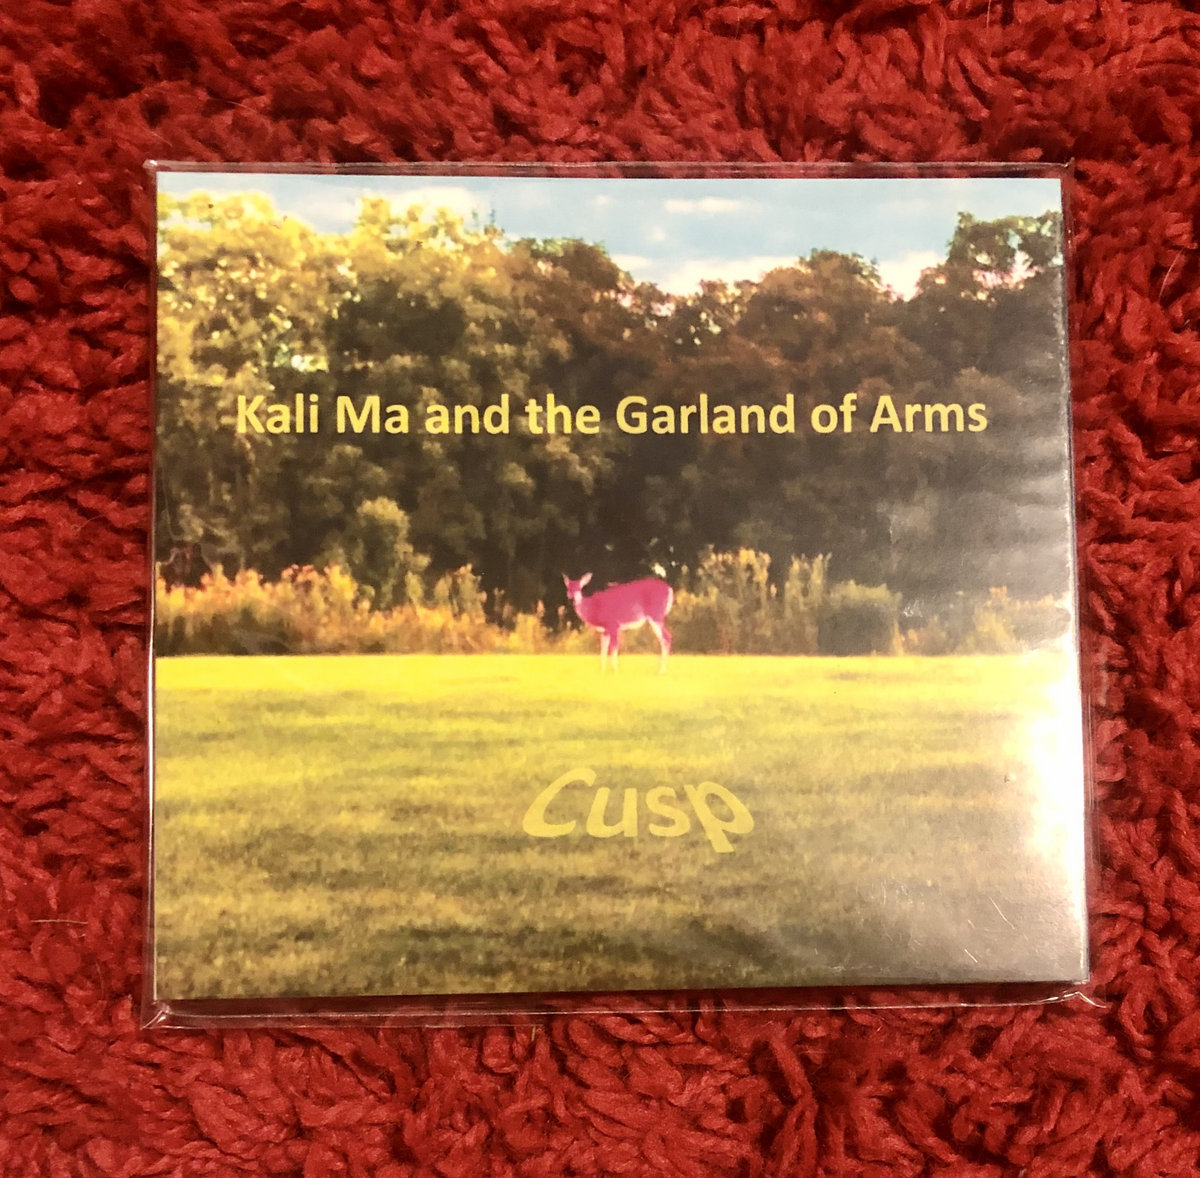 Kali Ma and the Garland of Arms
Cusp